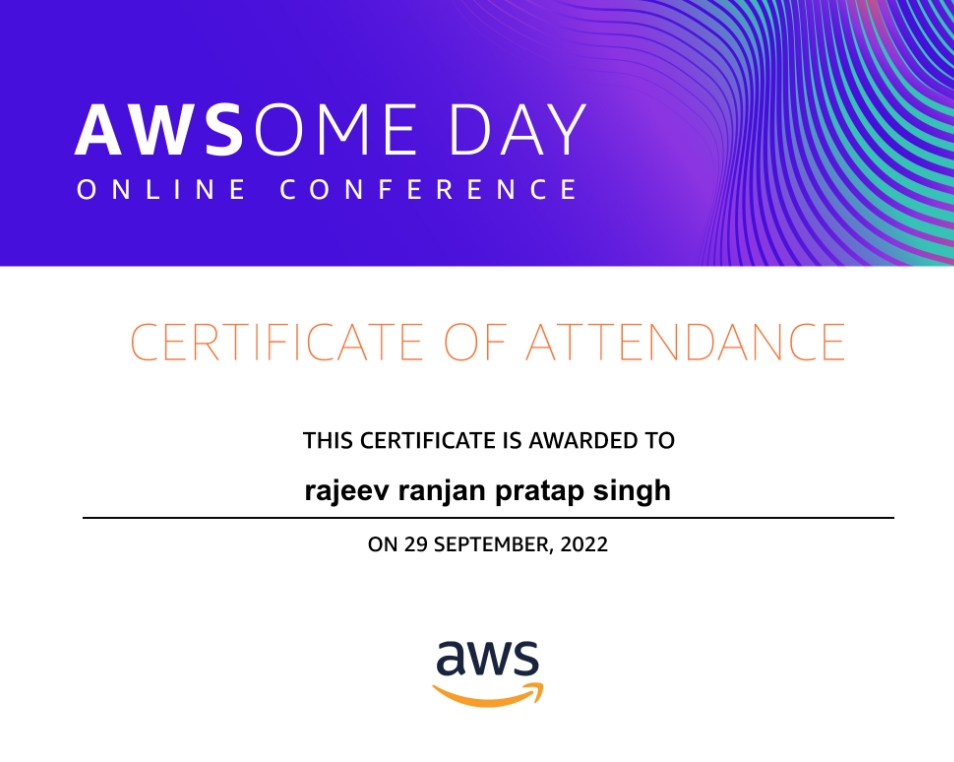 AWSOME DAY
ONLINE CONFERENCE
CERTIFICATE OF ATTENDANCE
THIS CERTIFICATE IS AWARDED TO
rajeev ranjan pratap singh
ON 29 SEPTEMBER, 2022
aws